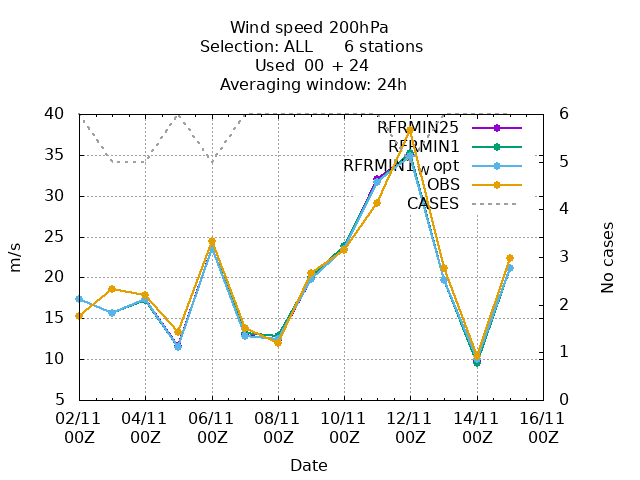 Wind speed 200hPa
Selection: ALL 6 stations
Used 00 + 24
Averaging window: 24h
40
35
30
25
20
15
10
5
m/s
6
5
4
3
2
1
0
No cases
RFRMIN25
RFRMIN1
RFRMIN1wopt
OBS
CASES
02/11 04/11 06/11 08/11 10/11 12/11 14/11 16/11
00Z 00Z 00Z 00Z 00Z 00Z 00Z 00Z
Date